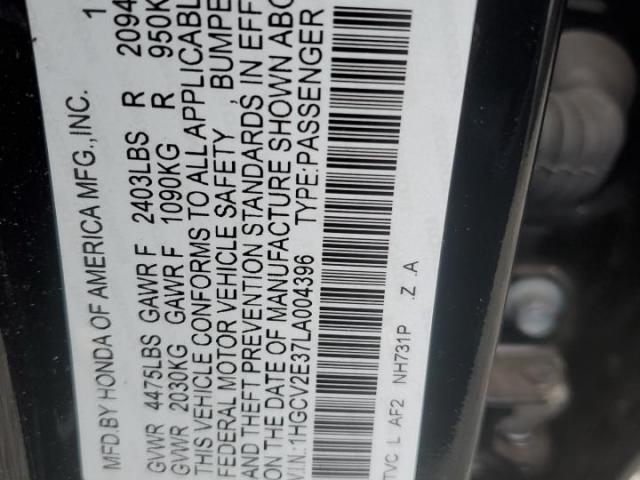 MFD.BY HONDA OF AMERICA MFG.,INC. 1
GVWR 4475LBS GAWR F 2403LBS R 2094
GVWR 2030KG GAWR F 1090KG R 950K
THIS VEHICLE CONFORMS TO ALL APPLICABLE
FEDERAL MOTOR VEHICLE SAFETY , BUMPE
AND THEFT PREVENTION STANDARDS IN EFF
ON THE DATE OF MANUFACTURE SHOWN ABO
V.I.N.:1HGCV2E37LA004396 TYPE:PASSENGER
TVC L AF2 NH731P .Z .A